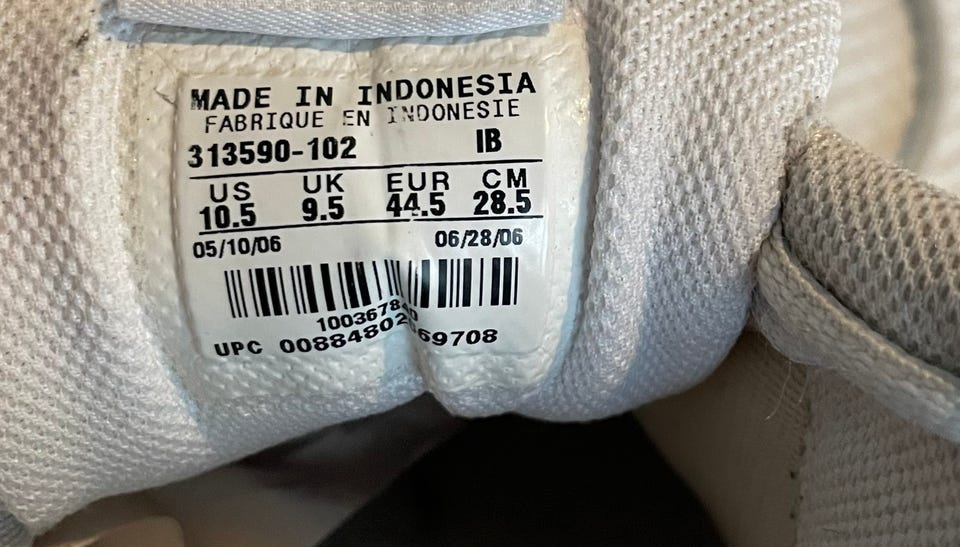 MADE IN INDONESIA
FABRIQUE EN INDONESIE
313590-102 IB
US UK EUR CM
10.5 9.5 44.5 28.5
05/10/06 06/28/06
UPC